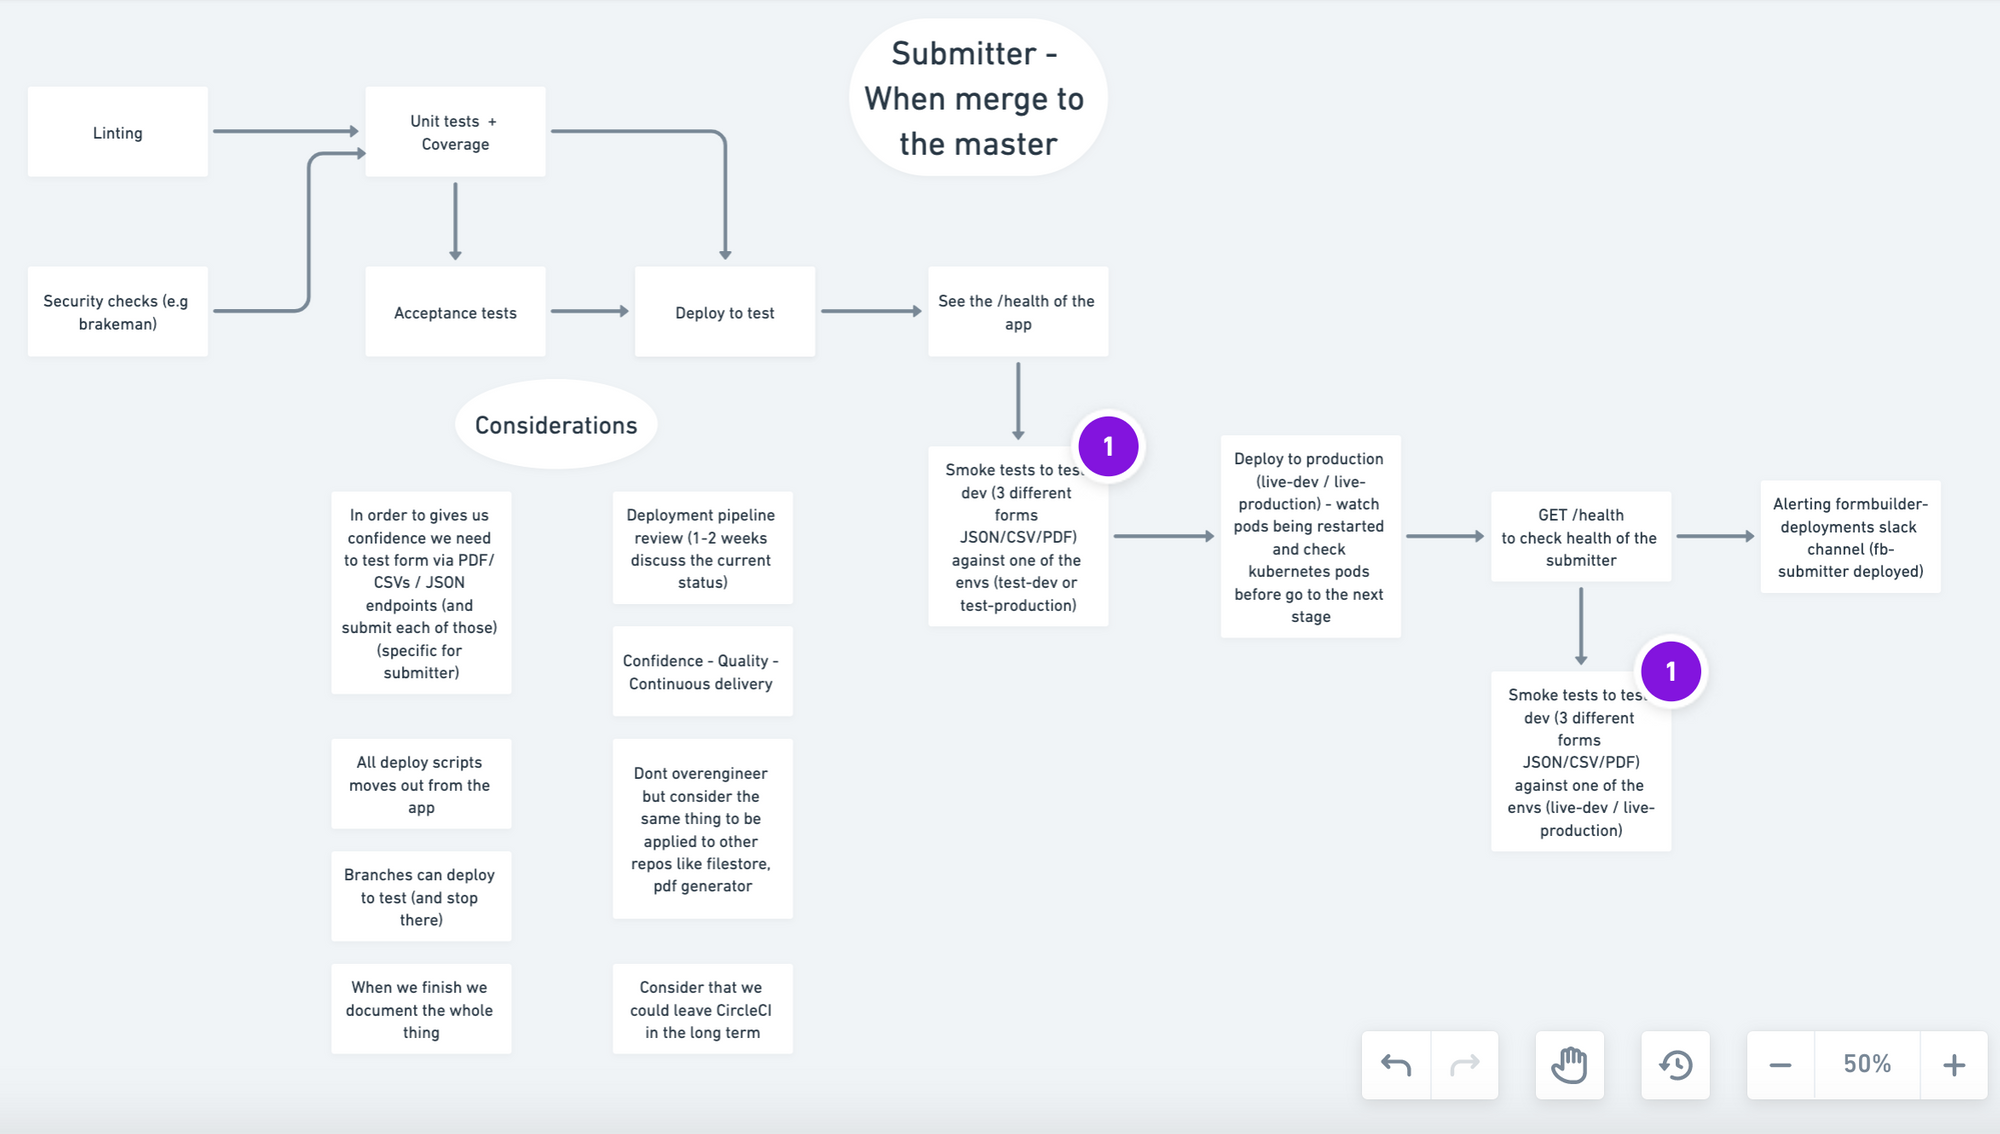 Submitter -
When merge to
the master
Linting
Unit tests +
Coverage
Security checks (e.g
brakeman)
Acceptance tests
Deploy to test
See the /health of the
app
Considerations
1
Smoke tests to tes
dev (3 different
forms
JSON/CSV/PDF)
against one of the
envs (test-dev or
test-production)
Deploy to production
(live-dev / live-
production) - watch
pods being restarted
and check
kubernetes pods
before go to the next
stage
GET /health
to check health of the
submitter
Alerting formbuilder-
deployments slack
channel (fb-
submitter deployed)
1
Smoke tests to tes
dev (3 different
forms
JSON/CSV/PDF)
against one of the
envs (live-dev / live-
production)
In order to gives us
confidence we need
to test form via PDF/
CSVs / JSON
endpoints (and
submit each of those)
(specific for
submitter)
Deployment pipeline
review (1-2 weeks
discuss the current
status)
Confidence - Quality -
Continuous delivery
All deploy scripts
moves out from the
app
Dont overengineer
but consider the
same thing to be
applied to other
repos like filestore,
pdf generator
Branches can deploy
to test (and stop
there)
When we finish we
document the whole
thing
Consider that we
could leave CircleCI
in the long term
50%